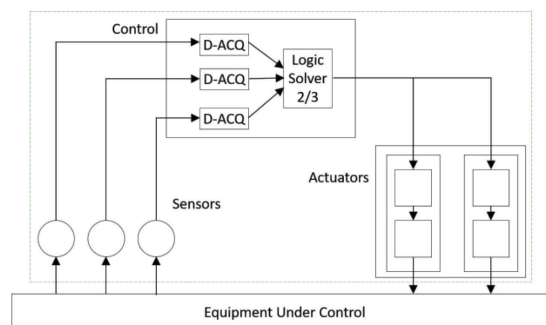 Control
D-ACQ
D-ACQ
D-ACQ
Logic
Solver
2/3
Actuators
Sensors
Equipment Under Control